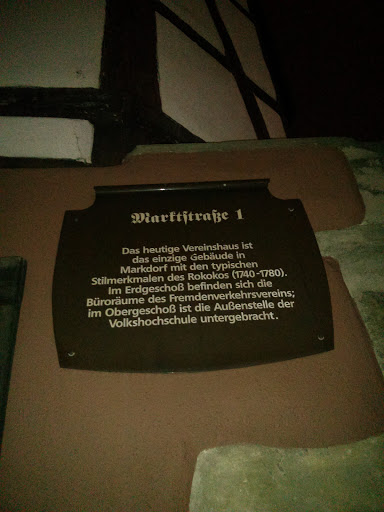 Marktſtraße 1
Das heutige Vereinshaus ist
das einzige Gebäude in
Markdorf mit den typischen
Stilmerkmalen des Rokokos (1740-1780).
Im Erdgeschoß befinden sich die
Büroräume des Fremdenverkehrsvereins;
im Obergeschoß ist die Außenstelle der
Volkshochschule untergebracht.